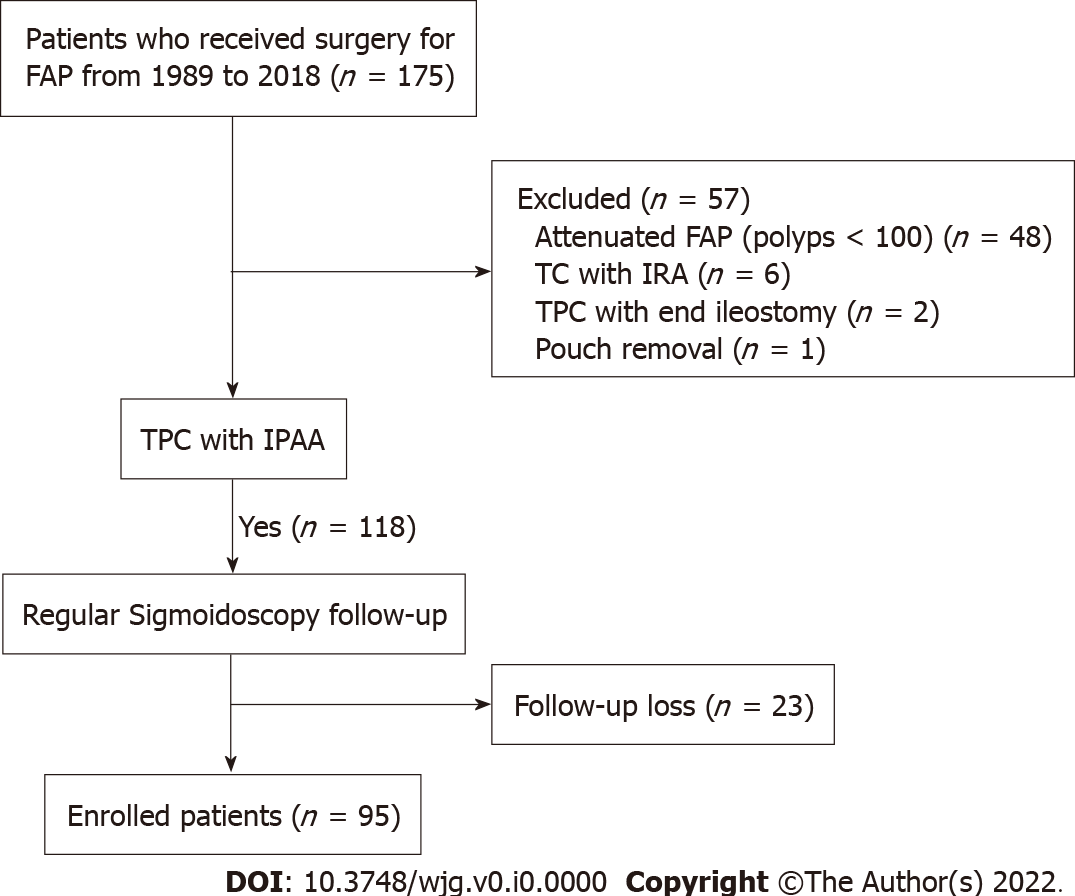 Patients who received surgery for
FAP from 1989 to 2018 (n = 175)
Excluded (n = 57)
Attenuated FAP (polyps < 100) (n = 48)
TC with IRA (n = 6)
TPC with end ileostomy (n = 2)
Pouch removal (n = 1)
TPC with IPAA
Yes (n = 118)
Regular Sigmoidoscopy follow-up
Follow-up loss (n = 23)
Enrolled patients (n = 95)
DOI: 10.3748/wjg.v0.i0.0000 Copyright ©The Author(s) 2022.